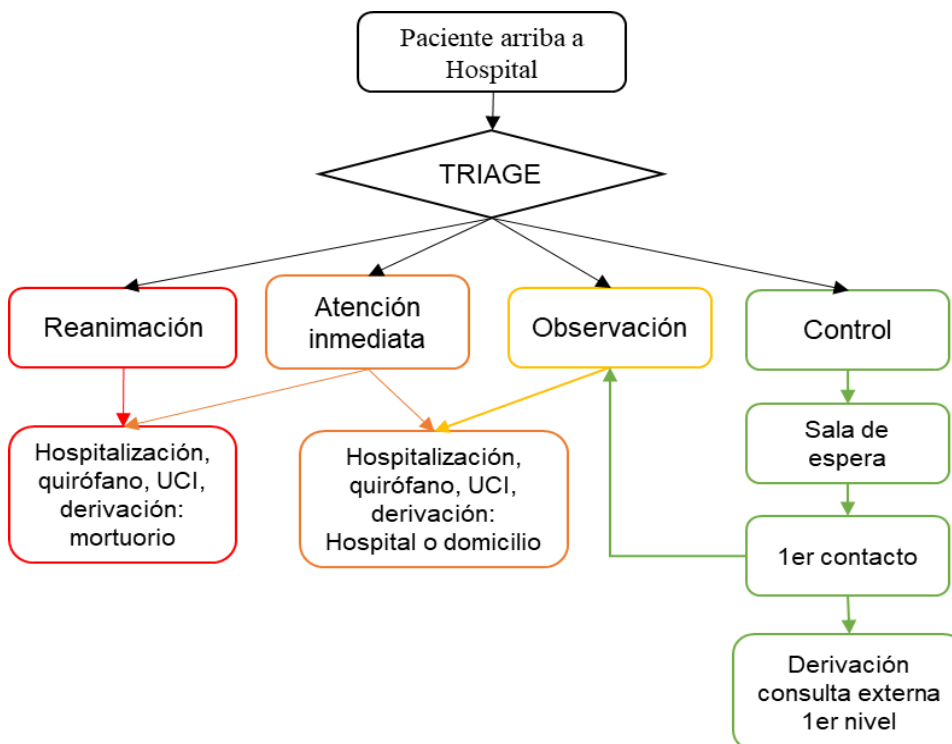 Paciente arriba a
Hospital
TRIAGE
Reanimación
Atención
inmediata
Observación
Control
Hospitalización,
quirófano, UCI,
derivación:
mortuorio
Hospitalización,
quirófano, UCI,
derivación:
Hospital o domicilio
Sala de
espera
1er contacto
Derivación
consulta externa
1er nivel